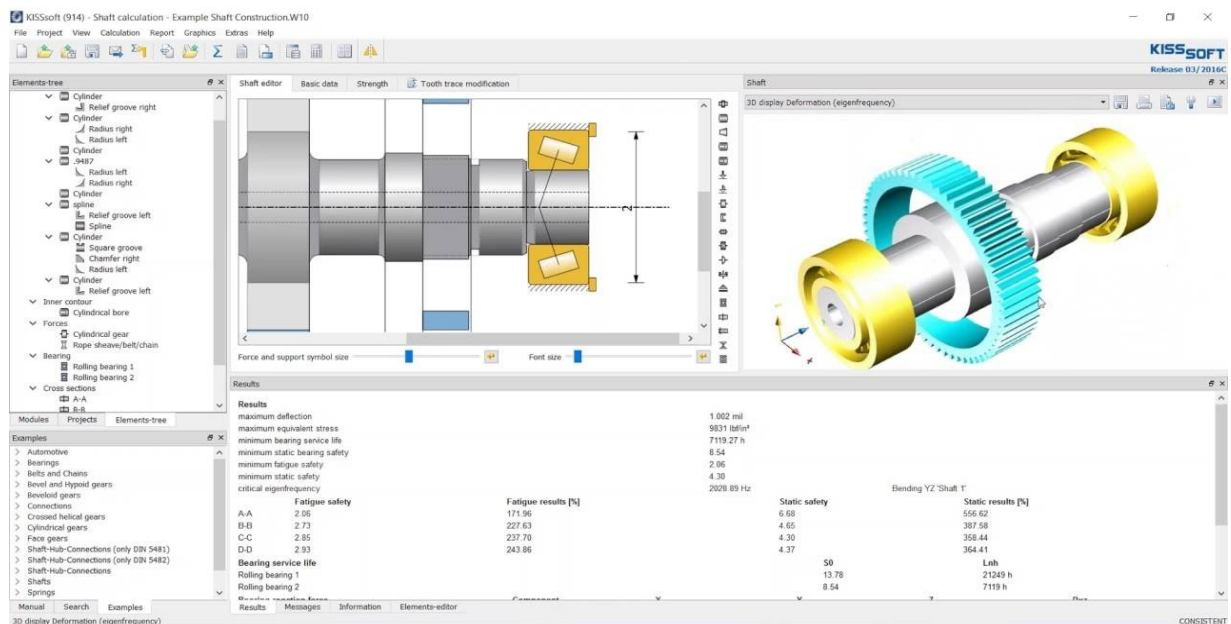 KISSsoft (914) - Shaft calculation - Example Shaft Construction.W10
File Project View Calculation Report Graphics Extras Help
KISSSOFT
Release 03/2016C
Elements-tree
Cylinder
Relief groove right
Cylinder
Radius right
Radius left
Cylinder
.9487
Radius left
Radius right
Cylinder
spline
Relief groove left
Spline
Cylinder
Square groove
Chamfer right
Radius left
Cylinder
Relief groove left
Inner contour
Cylindrical bore
Forces
Cylindrical gear
Rope sheave/belt/chain
Bearing
Rolling bearing 1
Rolling bearing 2
Cross sections
A-A
B-B
Modules Projects Elements-tree
Examples
Automotive
Bearings
Belts and Chains
Bevel and Hypoid gears
Beveloid gears
Connections
Crossed helical gears
Cylindrical gears
Face gears
Shaft-Hub-Connections (only DIN 5481)
Shaft-Hub-Connections (only DIN 5482)
Shaft-Hub-Connections
Shafts
Springs
Manual Search Examples
Shaft editor Basic data Strength Tooth trace modification
2
Force and support symbol size Font size
Shaft
3D display Deformation (eigenfrequency)
Results
Results
maximum deflection 1.002 mil
maximum equivalent stress 9831 lbf/in²
minimum bearing service life 7119.27 h
minimum static bearing safety 8.54
minimum fatigue safety 2.06
minimum static safety 4.30
critical eigenfrequency 2028.89 Hz Bending YZ 'Shaft 1'
Fatigue safety Fatigue results [%] Static safety Static results [%]
A-A 2.06 171.96 6.68 556.62
B-B 2.73 227.63 4.65 387.58
C-C 2.85 237.70 4.30 358.44
D-D 2.93 243.86 4.37 364.41
Bearing service life S0 Lnh
Rolling bearing 1 13.78 21249 h
Rolling bearing 2 8.54 7119 h
Bearing reaction force Component X Y Z
Results Messages Information Elements-editor
3D display Deformation (eigenfrequency) CONSISTENT